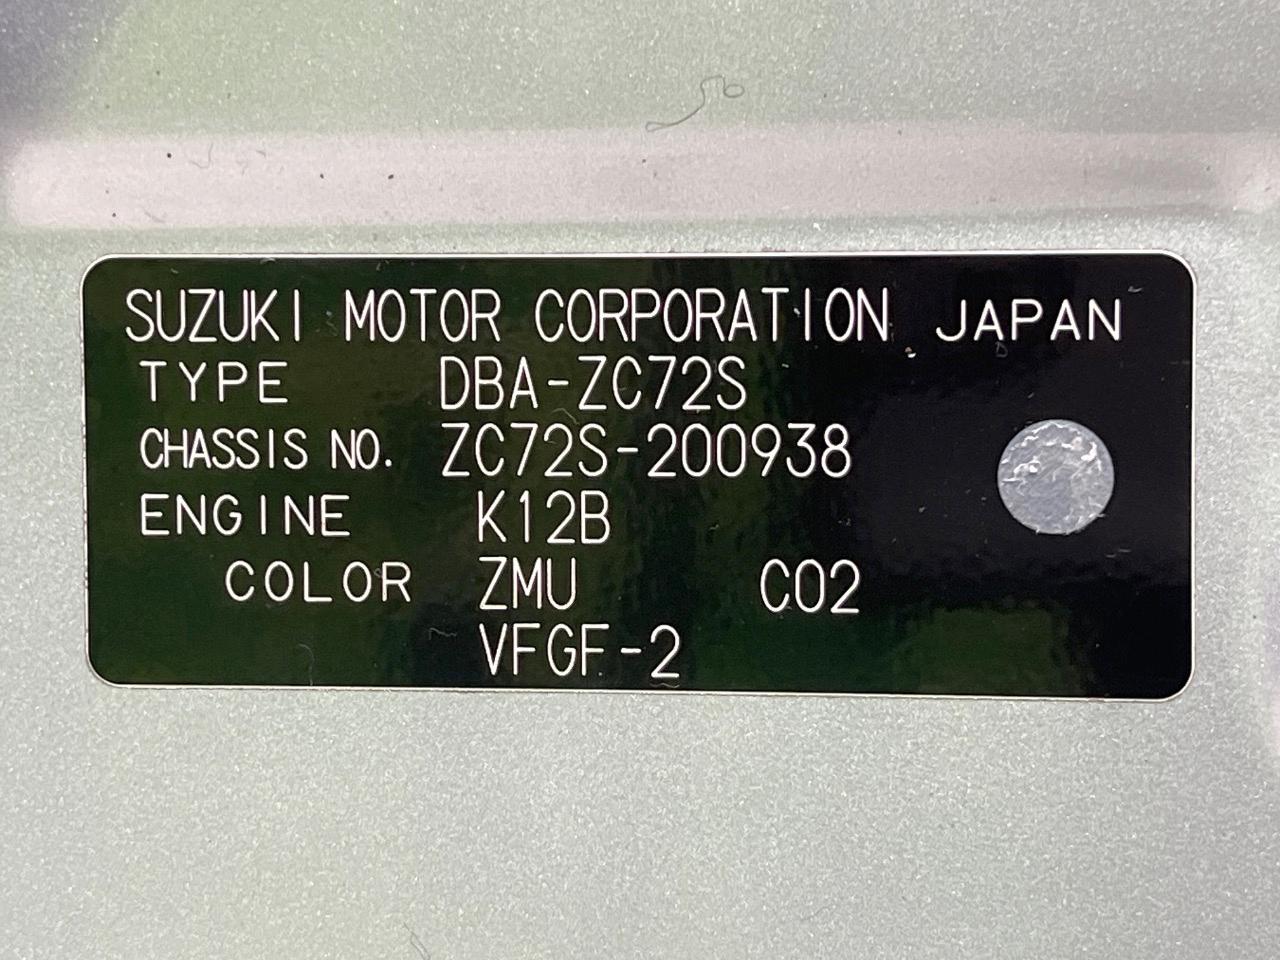 SUZUKI MOTOR CORPORATION JAPAN
TYPE DBA-ZC72S
CHASSIS NO. ZC72S-200938
ENGINE K12B
COLOR ZMU C02
VFGF-2